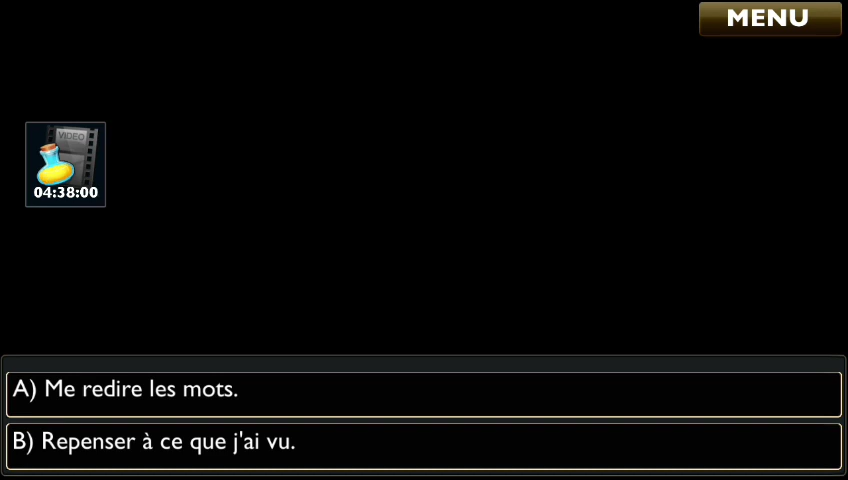 MENU
VIDEO
04:38:00
A) Me redire les mots.
B) Repenser à ce que j'ai vu.